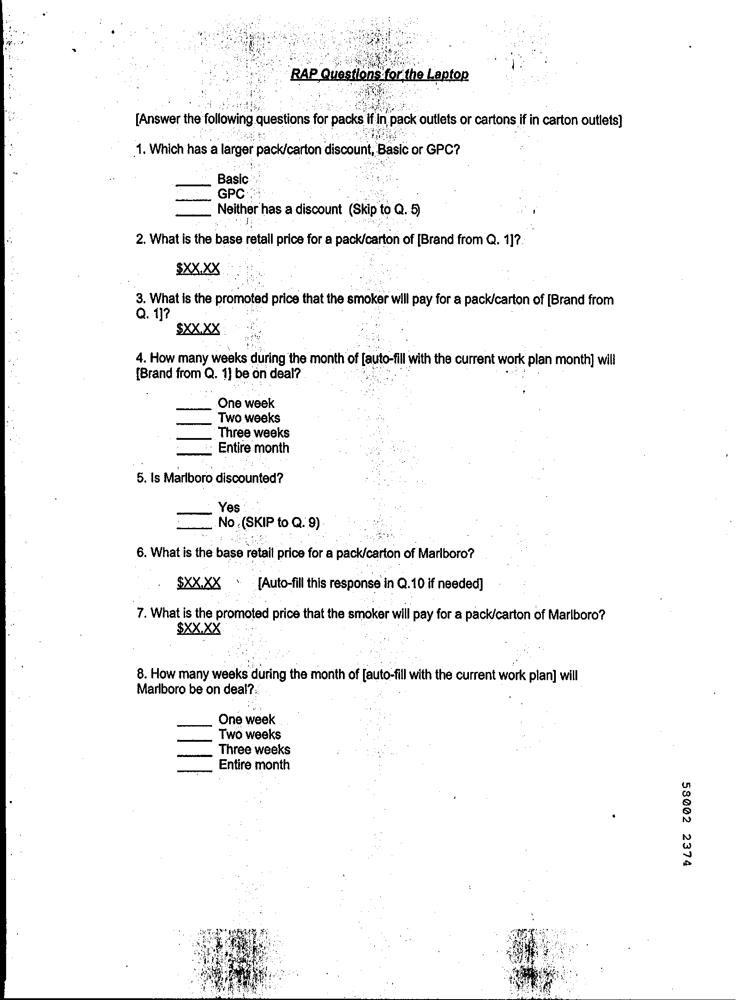 RAP Questions for the Laptop
[Answer the following questions for packs if in pack outlets or cartons if in carton outlets]
1. Which has a larger pack/carton discount, Basic or GPC?
_____ Basic
_____ GPC
_____ Neither has a discount (Skip to Q. 5)
2. What is the base retail price for a pack/carton of [Brand from Q. 1]?
$XX.XX
3. What is the promoted price that the smoker will pay for a pack/carton of [Brand from
Q. 1]?
$XX.XX
4. How many weeks during the month of [auto-fill with the current work plan month] will
[Brand from Q. 1] be on deal?
_____ One week
_____ Two weeks
_____ Three weeks
_____ Entire month
5. Is Marlboro discounted?
_____ Yes
_____ No (SKIP to Q. 9)
6. What is the base retail price for a pack/carton of Marlboro?
$XX.XX [Auto-fill this response in Q.10 if needed]
7. What is the promoted price that the smoker will pay for a pack/carton of Marlboro?
$XX.XX
8. How many weeks during the month of [auto-fill with the current work plan] will
Marlboro be on deal?
_____ One week
_____ Two weeks
_____ Three weeks
_____ Entire month
58002 2374